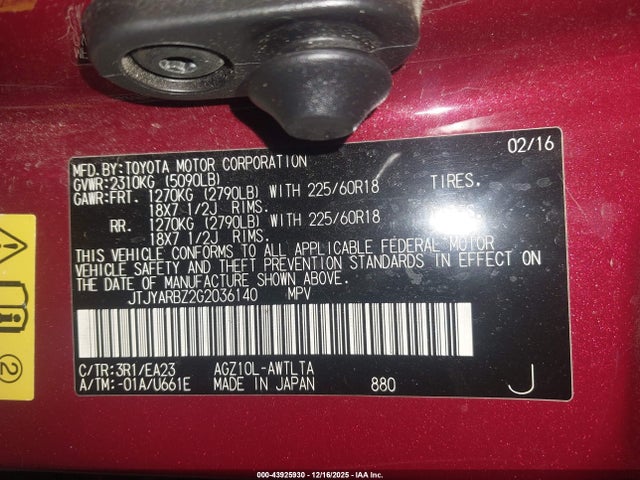 MFD.BY:TOYOTA MOTOR CORPORATION 02/16
GVWR:2310KG (5090LB)
GAWR:FRT. 1270KG (2790LB) WITH 225/60R18 TIRES.
18X7 1/2J RIMS.
RR. 1270KG (2790LB) WITH 225/60R18 TIRES.
18X7 1/2J RIMS.
THIS VEHICLE CONFORMS TO ALL APPLICABLE FEDERAL MOTOR
VEHICLE SAFETY AND THEFT PREVENTION STANDARDS IN EFFECT ON
THE DATE OF MANUFACTURE SHOWN ABOVE.
JTJYARBZ2G2036140 MPV
C/TR:3R1/EA23 AGZ10L-AWTLTA
A/TM:-01A/U661E MADE IN JAPAN 880 J
2
000-43925930 - 12/16/2025 - IAA Inc.